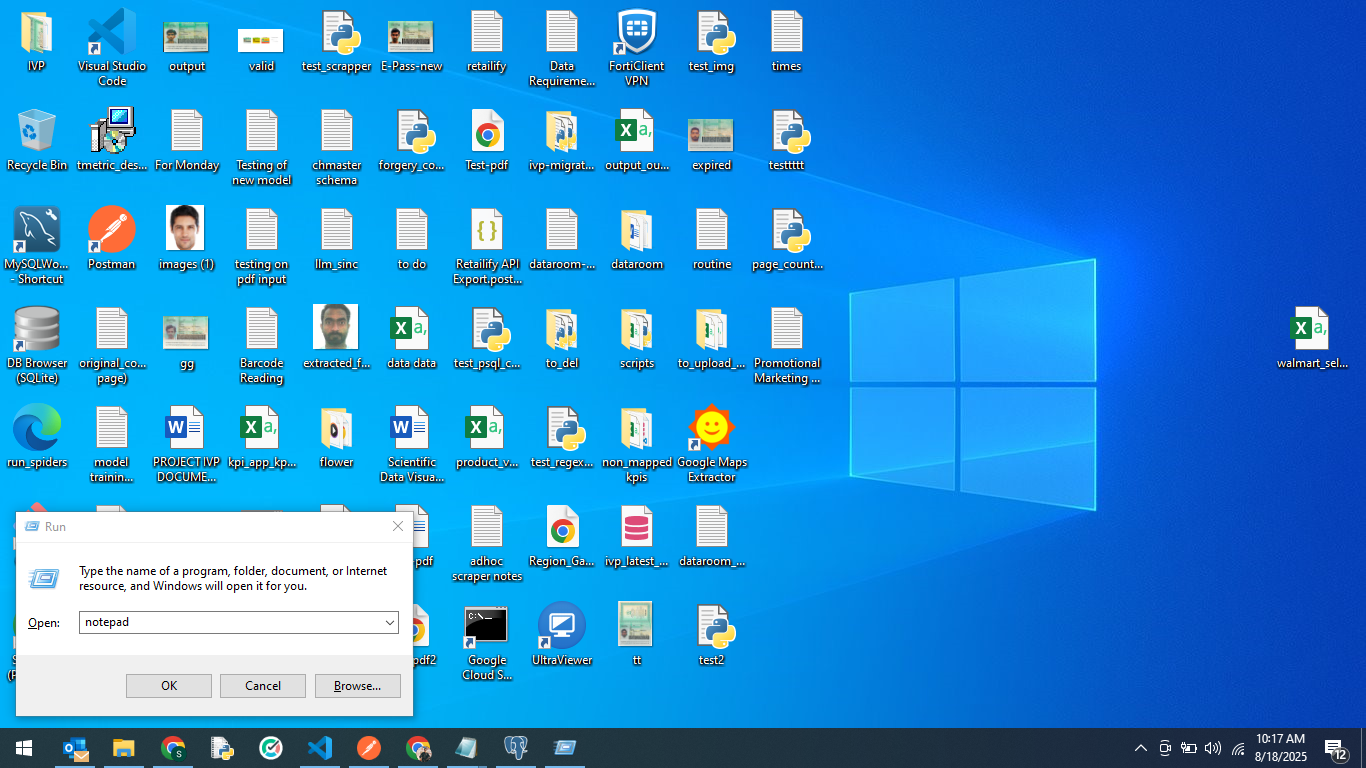 IVP
Visual Studio
Code
output
valid
test_scrapper
E-Pass-new
retailify
Data
Requireme...
FortiClient
VPN
test_img
times
Recycle Bin
tmetric_des...
For Monday
Testing of
new model
chmaster
schema
forgery_co...
Test-pdf
ivp-migrat...
output_ou...
expired
testtttt
MySQLWo...
- Shortcut
Postman
images (1)
testing on
pdf input
llm_sinc
to do
Retailify API
Export.post...
dataroom-...
dataroom
routine
page_count...
DB Browser
(SQLite)
original_co...
page)
gg
Barcode
Reading
extracted_f...
data data
test_psql_c...
to_del
scripts
to_upload_...
Promotional
Marketing ...
walmart_sel...
run_spiders
model
trainin...
PROJECT IVP
DOCUME...
kpi_app_kp...
flower
Scientific
Data Visua...
product_v...
test_regex...
non_mapped
kpis
Google Maps
Extractor
pdf
adhoc
scraper notes
Region_Ga...
ivp_latest_...
dataroom_...
pdf2
Google
Cloud S...
UltraViewer
tt
test2
Run
Type the name of a program, folder, document, or Internet
resource, and Windows will open it for you.
Open:
notepad
OK
Cancel
Browse...
10:17 AM
8/18/2025
12